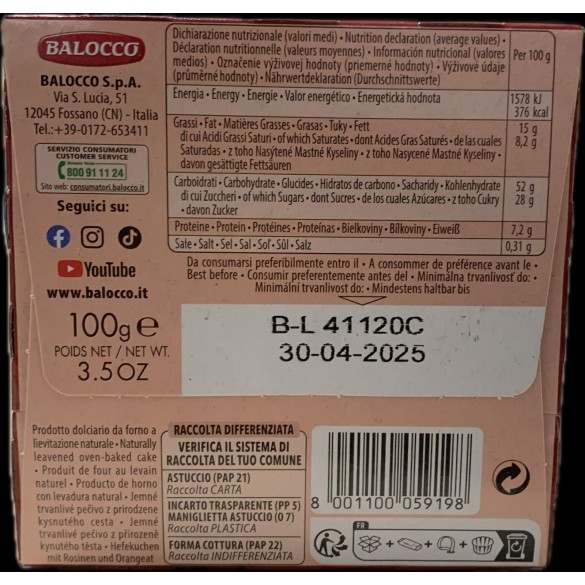 BALOCCO
BALOCCO S.p.A.
Via S. Lucia, 51
12045 Fossano (CN) - Italia
Tel.:+39-0172-653411
SERVIZIO CONSUMATORI
CUSTOMER SERVICE
800 91 11 24
Sito web: consumatori.balocco.it
Seguici su:
YouTube
www.balocco.it
100g e
POIDS NET / NET WT.
3.5 OZ
Dichiarazione nutrizionale (valori medi) • Nutrition declaration (average values) •
Déclaration nutritionnelle (valeurs moyennes) • Información nutricional (valores
medios) • Označenie výživovej hodnoty (priemerné hodnoty) • Výživové údaje
(průměrné hodnoty) • Nährwertdeklaration (Durchschnittswerte)
Per 100 g
Energia • Energy • Energie • Valor energético • Energetická hodnota
1578 kJ
376 kcal
Grassi • Fat • Matières Grasses • Grasas • Tuky • Fett
15 g
di cui Acidi Grassi Saturi • of which Saturates • dont Acides Gras Saturés • de las cuales
8,2 g
Saturadas • z toho Nasýtené Mastné Kyseliny • z toho Nasycené Mastné Kyseliny •
davon gesättigte Fettsäuren
Carboidrati • Carbohydrate • Glucides • Hidratos de carbono • Sacharidy • Kohlenhydrate
52 g
di cui Zuccheri • of which Sugars • dont Sucres • de los cuales Azúcares • z toho Cukry
28 g
• davon Zucker
Proteine • Protein • Protéines • Proteínas • Bielkoviny • Bílkoviny • Eiweiß
7,2 g
Sale • Salt • Sel • Sal • Soľ • Sůl • Salz
0,31 g
Da consumarsi preferibilmente entro il • A consommer de préférence avant le •
Best before • Consumir preferentemente antes del • Minimálna trvanlivosť do: •
Minimální trvanlivost do: • Mindestens haltbar bis
B-L 41120C
30-04-2025
Prodotto dolciario da forno a
lievitazione naturale • Naturally
leavened oven-baked cake
• Produit de four au levain
naturel • Producto de horno
con levadura natural • Jemné
trvanlivé pečivo z prirodzene
kysnutého cesta • Jemné
trvanlivé pečivo z přirozeně
kynutého těsta • Hefekuchen
mit Rosinen und Orangeat
RACCOLTA DIFFERENZIATA
VERIFICA IL SISTEMA DI
RACCOLTA DEL TUO COMUNE
ASTUCCIO (PAP 21)
Raccolta CARTA
INCARTO TRASPARENTE (PP 5)
MANIGLIETTA ASTUCCIO (O 7)
Raccolta PLASTICA
FORMA COTTURA (PAP 22)
Raccolta INDIFFERENZIATA
8 001100 059198
FR